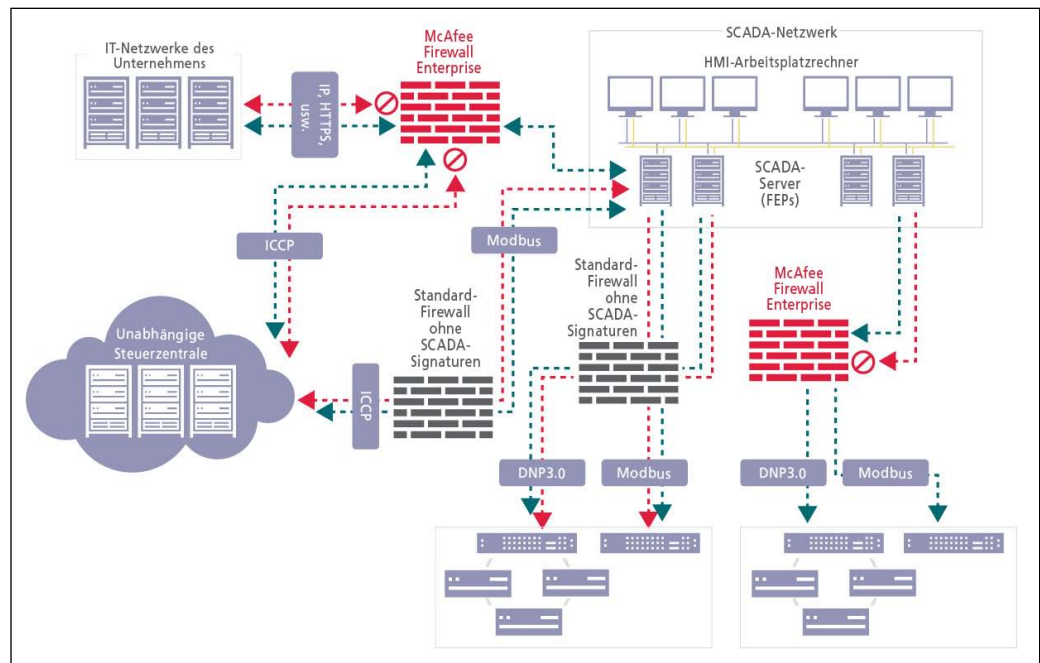 IT-Netzwerke des
Unternehmens
IP, HTTPS,
usw.
McAfee
Firewall
Enterprise
SCADA-Netzwerk
HMI-Arbeitsplatzrechner
SCADA-
Server
(FEPs)
ICCP
Modbus
Standard-
Firewall
ohne
SCADA-
Signaturen
Standard-
Firewall
ohne
SCADA-
Signaturen
McAfee
Firewall
Enterprise
Unabhängige
Steuerzentrale
ICCP
DNP3.0
Modbus
DNP3.0
Modbus